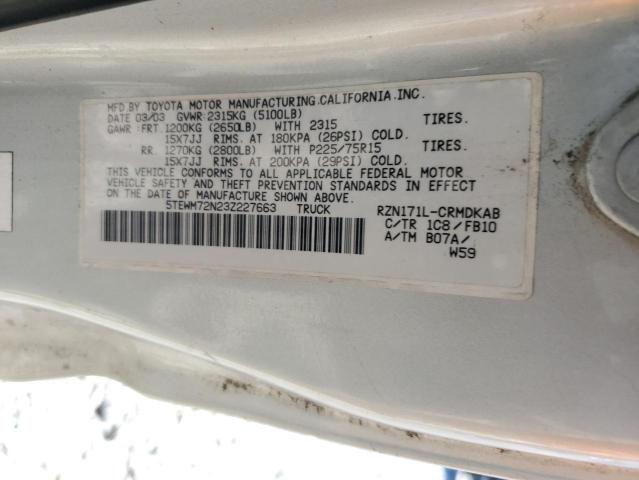 MFD.BY TOYOTA MOTOR MANUFACTURING.CALIFORNIA.INC.
DATE 03/03 GVWR:2315KG (5100LB)
GAWR: FRT. 1200KG (2650LB) WITH 2315 TIRES.
15X7JJ RIMS. AT 180KPA (26PSI) COLD.
RR. 1270KG (2800LB) WITH P225/75R15 TIRES.
15X7JJ RIMS. AT 200KPA (29PSI) COLD.
THIS VEHICLE CONFORMS TO ALL APPLICABLE FEDERAL MOTOR
VEHICLE SAFETY AND THEFT PREVENTION STANDARDS IN EFFECT
ON THE DATE OF MANUFACTURE SHOWN ABOVE.
5TEWM72N23Z227663 TRUCK RZN171L-CRMDKAB
C/TR 1C8/FB10
A/TM B07A/
W59